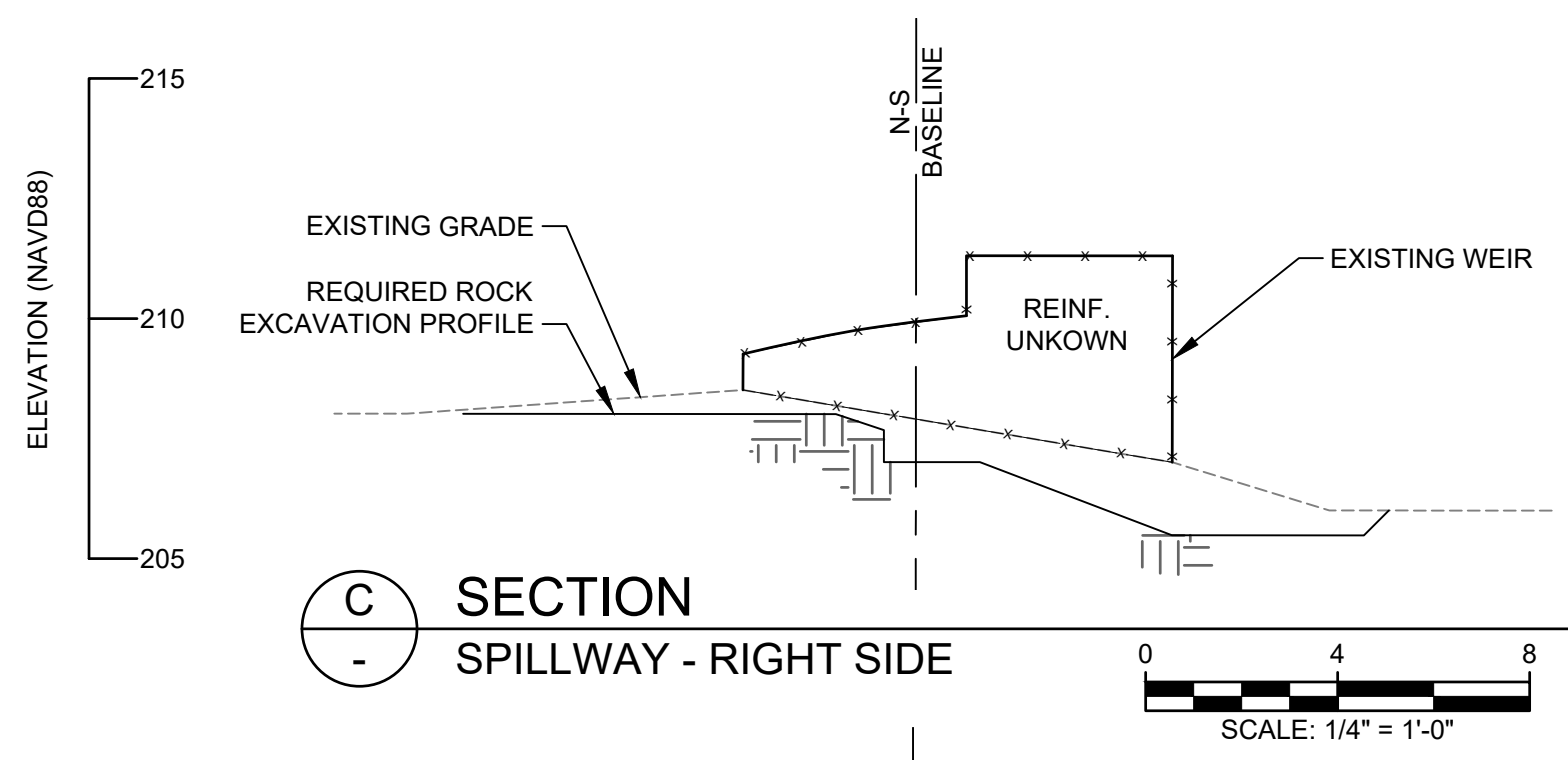 215
N-S
BASELINE
ELEVATION (NAVD88)
EXISTING GRADE
REQUIRED ROCK
EXCAVATION PROFILE
EXISTING WEIR
REINF.
UNKOWN
210
205
C
-
SECTION
SPILLWAY - RIGHT SIDE
0 4 8
SCALE: 1/4" = 1'-0"